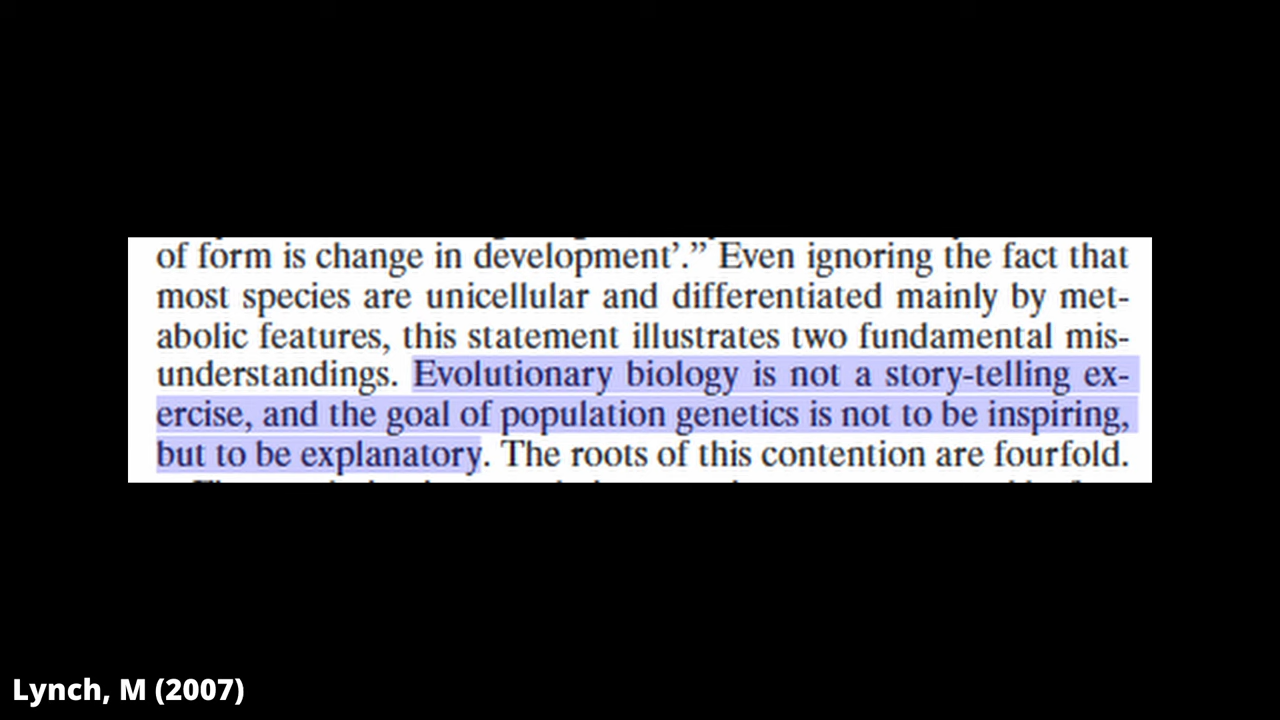 of form is change in development’.” Even ignoring the fact that
most species are unicellular and differentiated mainly by met-
abolic features, this statement illustrates two fundamental mis-
understandings. Evolutionary biology is not a story-telling ex-
ercise, and the goal of population genetics is not to be inspiring,
but to be explanatory. The roots of this contention are fourfold.
Lynch, M (2007)